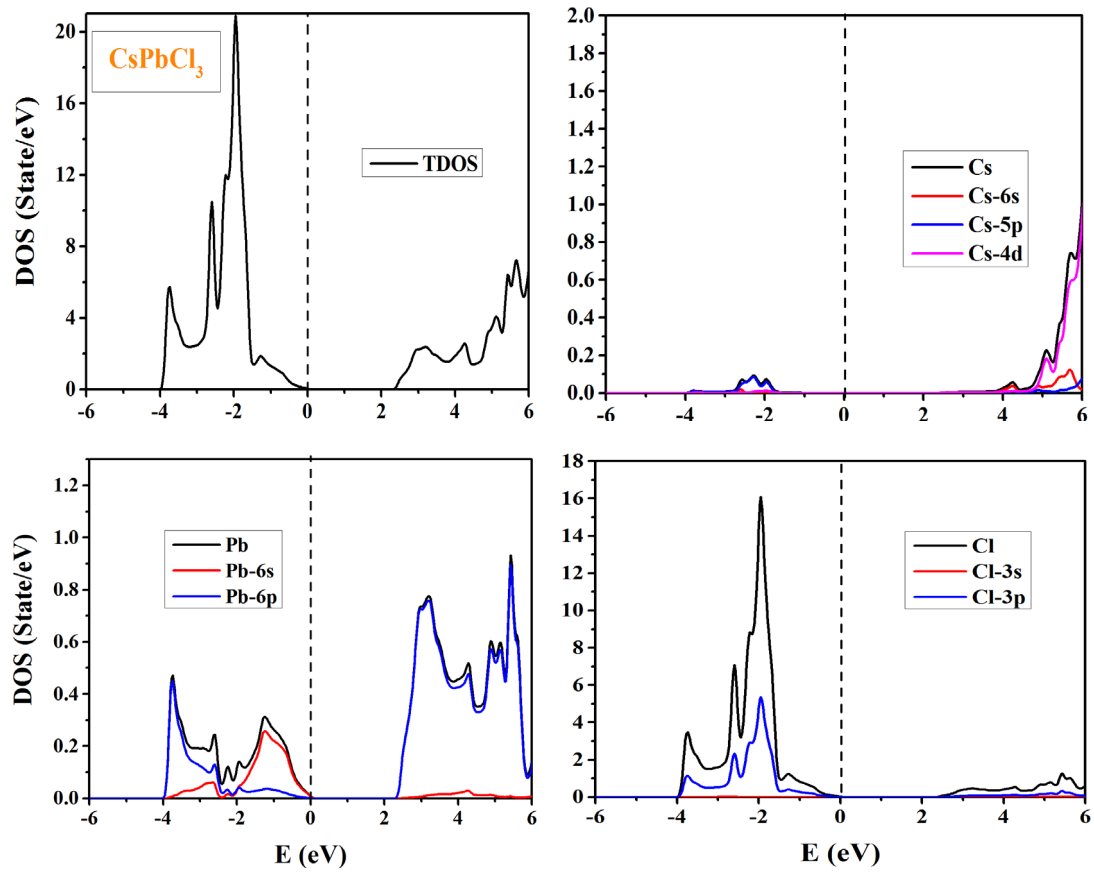 CsPbCl3
TDOS
DOS (State/eV)
20
16
12
8
4
0
-6 -4 -2 0 2 4 6
Cs
Cs-6s
Cs-5p
Cs-4d
2.0
1.8
1.6
1.4
1.2
1.0
0.8
0.6
0.4
0.2
0.0
-6 -4 -2 0 2 4 6
Pb
Pb-6s
Pb-6p
DOS (State/eV)
1.2
1.0
0.8
0.6
0.4
0.2
0.0
-6 -4 -2 0 2 4 6
E (eV)
Cl
Cl-3s
Cl-3p
18
16
14
12
10
8
6
4
2
0
-6 -4 -2 0 2 4 6
E (eV)